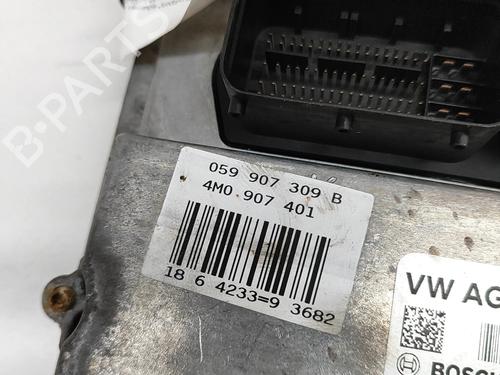 B-PARTS
059 907 309 B
4M0 907 401
18 6 4233=9 3682
VW AG
BOSCH